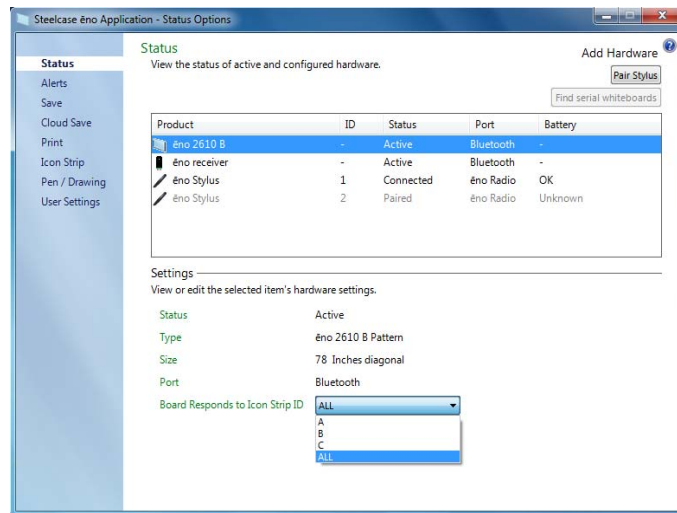 Steelcase ēno Application - Status Options
Status
Alerts
Save
Cloud Save
Print
Icon Strip
Pen / Drawing
User Settings
Status
View the status of active and configured hardware.
Add Hardware ?
Pair Stylus
Find serial whiteboards
Product ID Status Port Battery
ēno 2610 B - Active Bluetooth -
ēno receiver - Active Bluetooth -
ēno Stylus 1 Connected ēno Radio OK
ēno Stylus 2 Paired ēno Radio Unknown
Settings
View or edit the selected item's hardware settings.
Status Active
Type ēno 2610 B Pattern
Size 78 Inches diagonal
Port Bluetooth
Board Responds to Icon Strip ID ALL
A
B
C
ALL